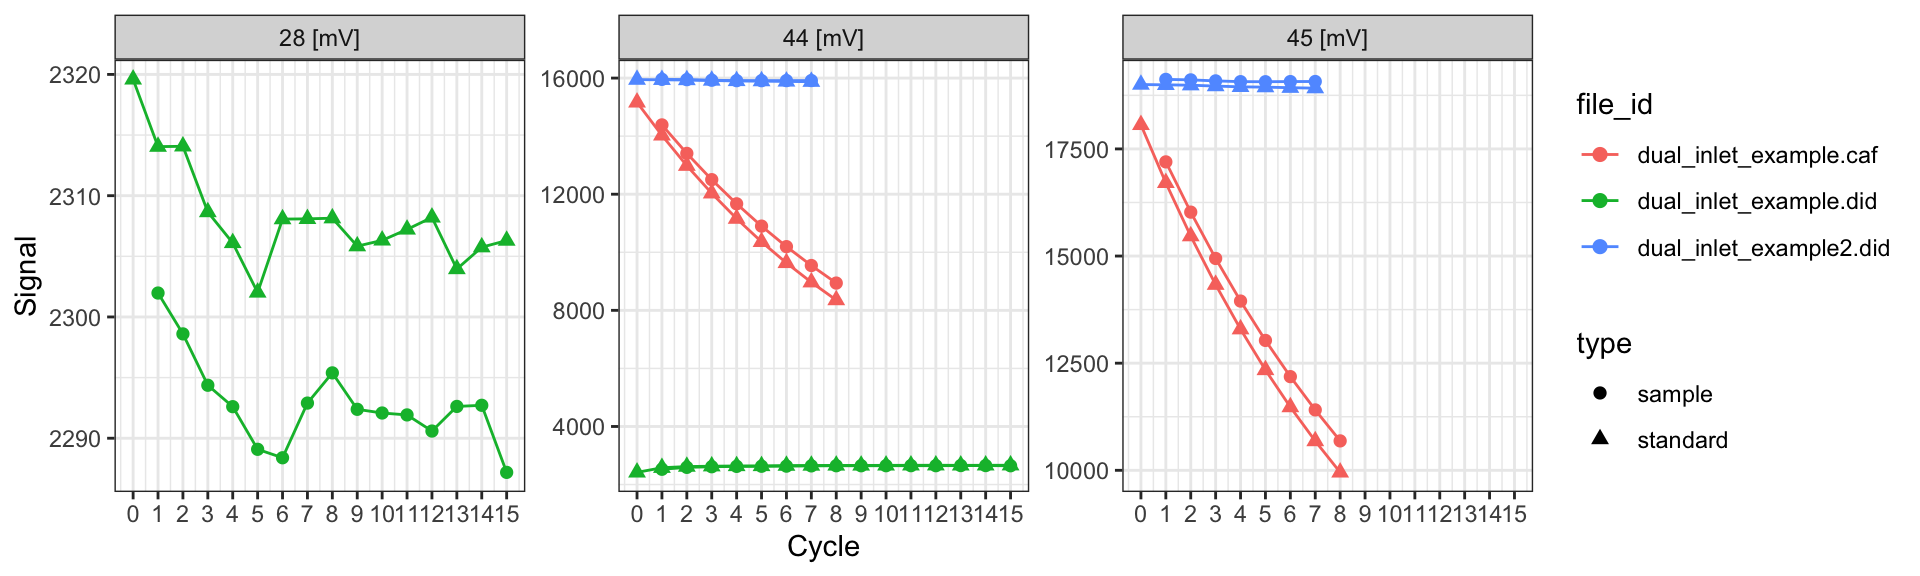 28 [mV]
44 [mV]
45 [mV]
Signal
2320
2310
2300
2290
0 1 2 3 4 5 6 7 8 9 10 11 12 13 14 15
16000
12000
8000
4000
0 1 2 3 4 5 6 7 8 9 10 11 12 13 14 15
17500
15000
12500
10000
0 1 2 3 4 5 6 7 8 9 10 11 12 13 14 15
Cycle
file_id
dual_inlet_example.caf
dual_inlet_example.did
dual_inlet_example2.did
type
sample
standard